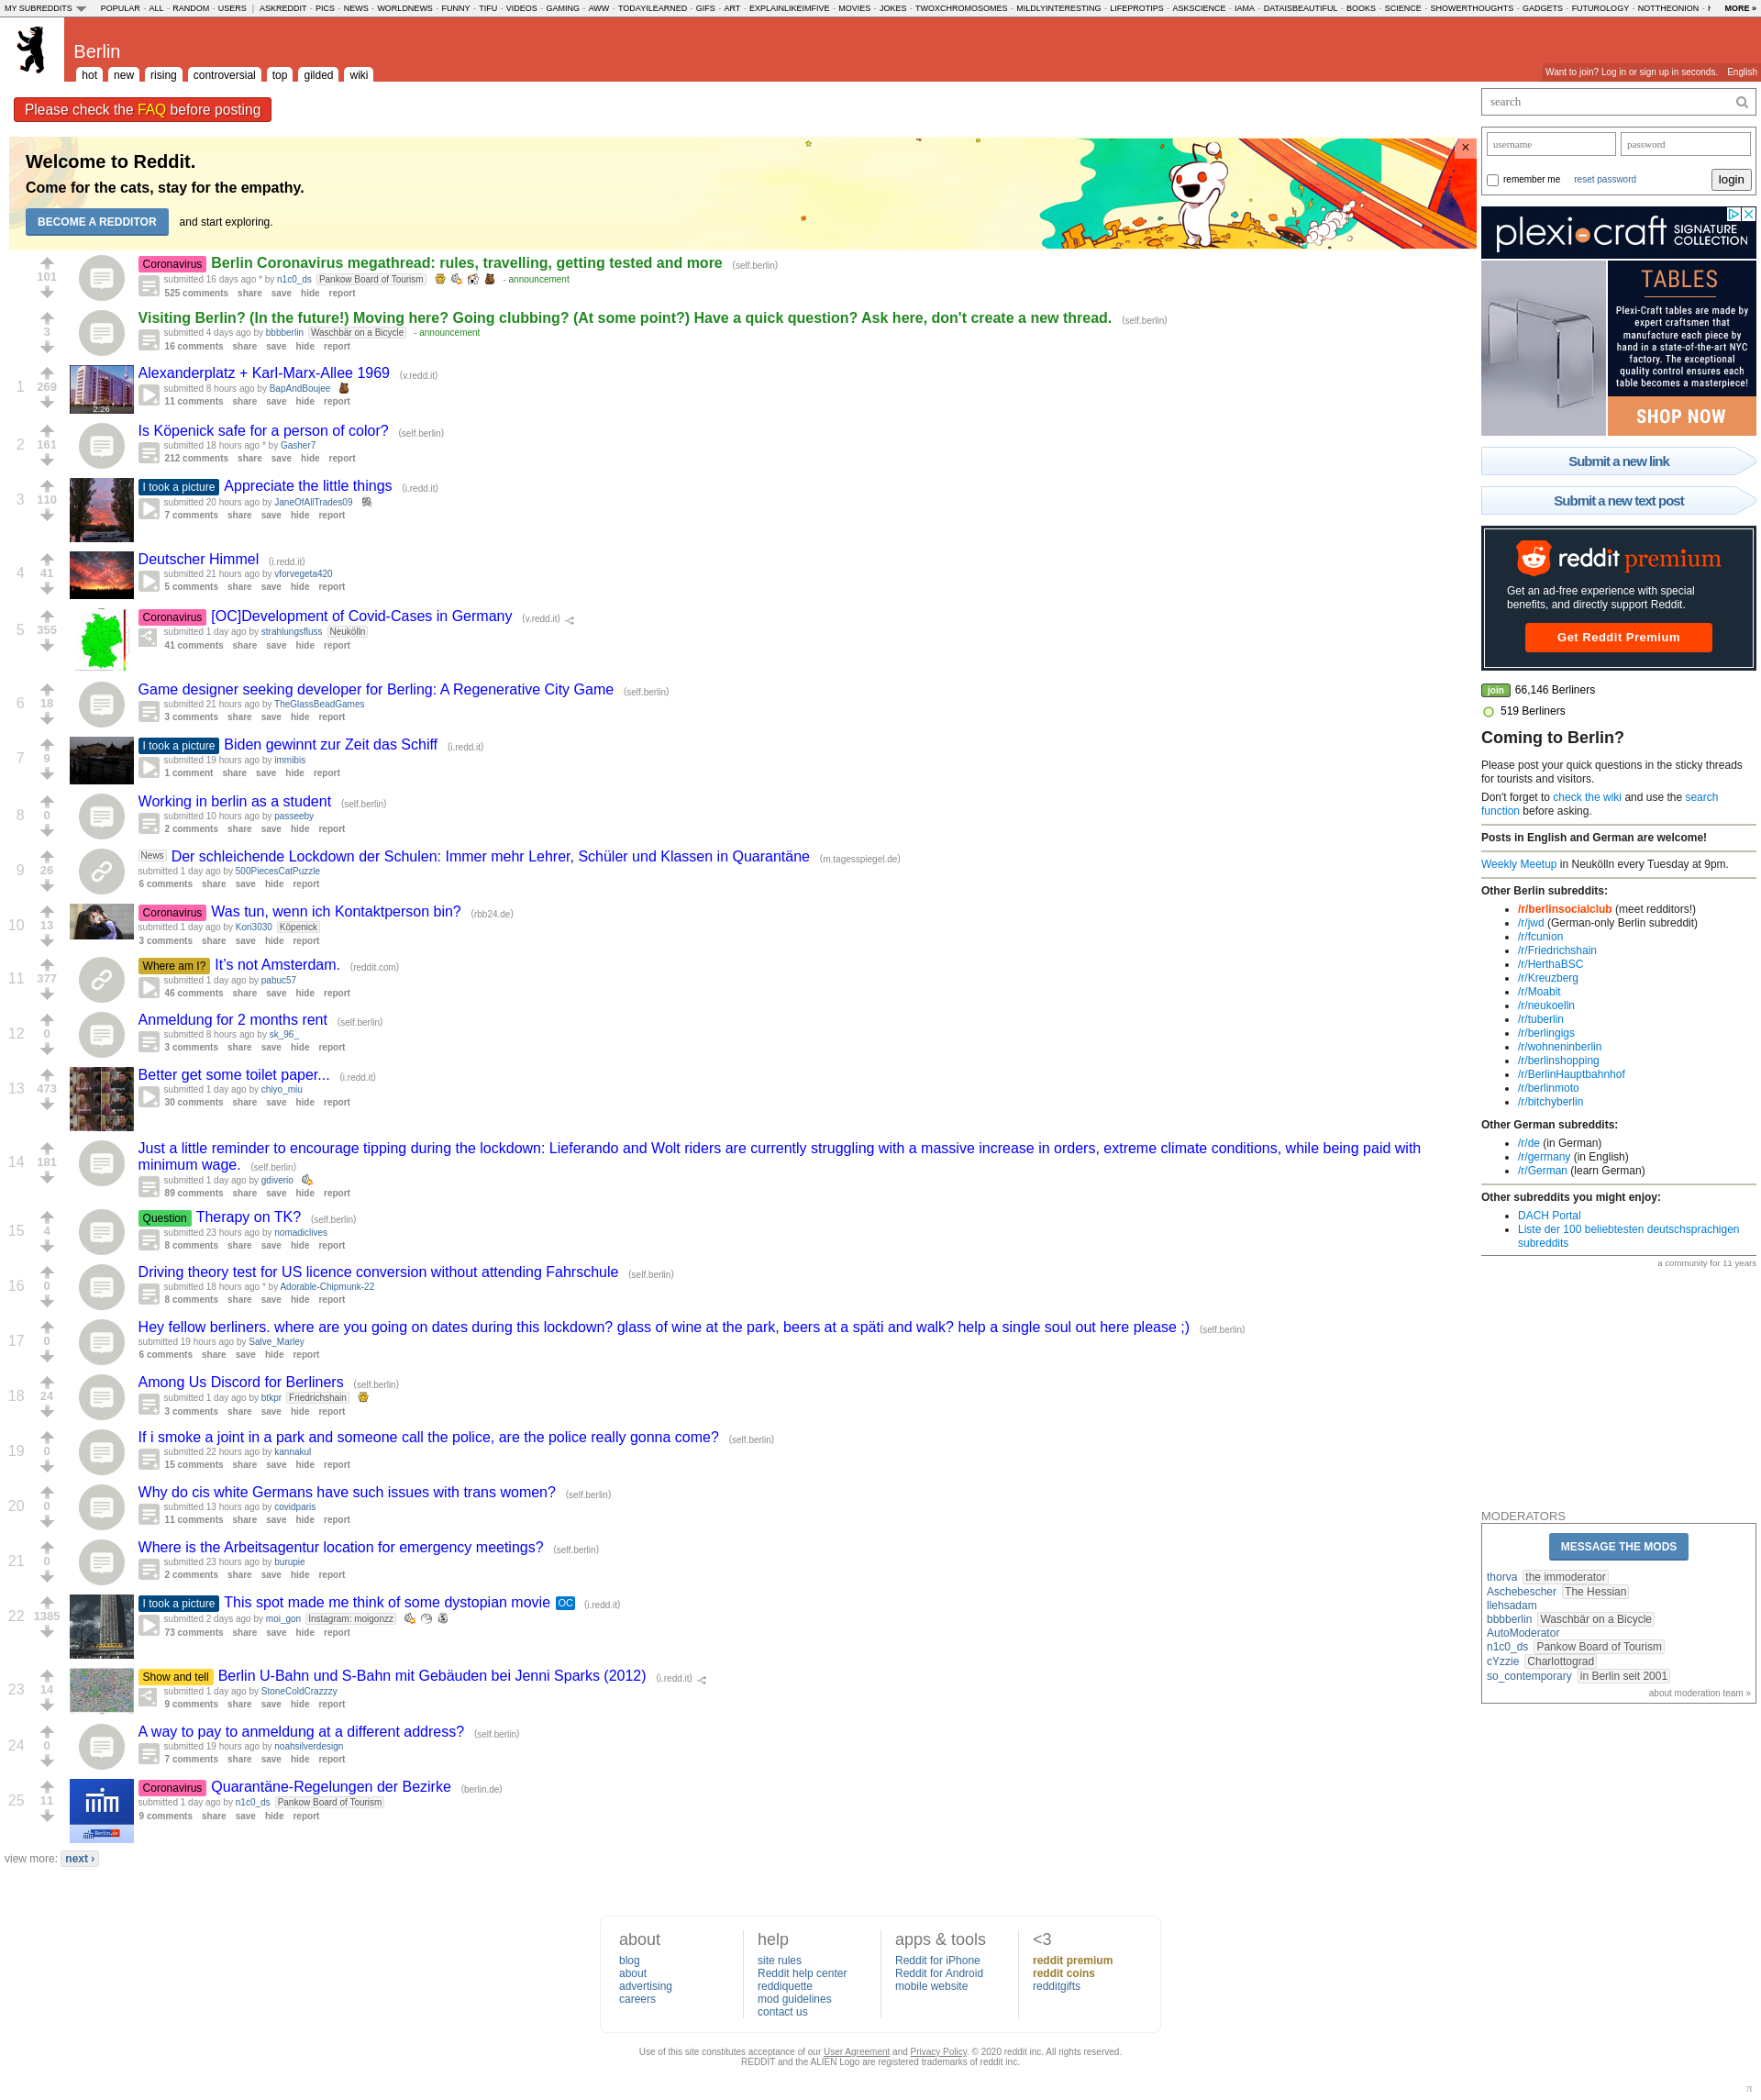 MY SUBREDDITS POPULAR - ALL - RANDOM - USERS | ASKREDDIT - PICS - NEWS - WORLDNEWS - FUNNY - TIFU - VIDEOS - GAMING - AWW - TODAYILEARNED - GIFS - ART - EXPLAINLIKEIMFIVE - MOVIES - JOKES - TWOXCHROMOSOMES - MILDLYINTERESTING - LIFEPROTIPS - ASKSCIENCE - IAMA - DATAISBEAUTIFUL - BOOKS - SCIENCE - SHOWERTHOUGHTS - GADGETS - FUTUROLOGY - NOTTHEONION - MORE »
Berlin
hot new rising controversial top gilded wiki
Want to join? Log in or sign up in seconds. English
Please check the FAQ before posting
Welcome to Reddit.
Come for the cats, stay for the empathy.
BECOME A REDDITOR and start exploring.
101
Coronavirus Berlin Coronavirus megathread: rules, travelling, getting tested and more (self.berlin)
submitted 16 days ago * by n1c0_ds Pankow Board of Tourism - announcement
525 comments share save hide report
3
Visiting Berlin? (In the future!) Moving here? Going clubbing? (At some point?) Have a quick question? Ask here, don't create a new thread. (self.berlin)
submitted 4 days ago by bbbberlin Waschbär on a Bicycle - announcement
16 comments share save hide report
1 269
2:26
Alexanderplatz + Karl-Marx-Allee 1969 (v.redd.it)
submitted 8 hours ago by BapAndBoujee
11 comments share save hide report
2 161
Is Köpenick safe for a person of color? (self.berlin)
submitted 18 hours ago * by Gasher7
212 comments share save hide report
3 110
I took a picture Appreciate the little things (i.redd.it)
submitted 20 hours ago by JaneOfAllTrades09
7 comments share save hide report
4 41
Deutscher Himmel (i.redd.it)
submitted 21 hours ago by vforvegeta420
5 comments share save hide report
5 355
Coronavirus [OC]Development of Covid-Cases in Germany (v.redd.it)
submitted 1 day ago by strahlungsfluss Neukölln
41 comments share save hide report
6 18
Game designer seeking developer for Berling: A Regenerative City Game (self.berlin)
submitted 21 hours ago by TheGlassBeadGames
3 comments share save hide report
7 9
I took a picture Biden gewinnt zur Zeit das Schiff (i.redd.it)
submitted 19 hours ago by immibis
1 comment share save hide report
8 0
Working in berlin as a student (self.berlin)
submitted 10 hours ago by passeeby
2 comments share save hide report
9 26
News Der schleichende Lockdown der Schulen: Immer mehr Lehrer, Schüler und Klassen in Quarantäne (m.tagesspiegel.de)
submitted 1 day ago by 500PiecesCatPuzzle
6 comments share save hide report
10 13
Coronavirus Was tun, wenn ich Kontaktperson bin? (rbb24.de)
submitted 1 day ago by Kori3030 Köpenick
3 comments share save hide report
11 377
Where am I? It's not Amsterdam. (reddit.com)
submitted 1 day ago by pabuc57
46 comments share save hide report
12 0
Anmeldung for 2 months rent (self.berlin)
submitted 8 hours ago by sk_96_
3 comments share save hide report
13 473
Better get some toilet paper... (i.redd.it)
submitted 1 day ago by chiyo_miu
30 comments share save hide report
14 181
Just a little reminder to encourage tipping during the lockdown: Lieferando and Wolt riders are currently struggling with a massive increase in orders, extreme climate conditions, while being paid with
minimum wage. (self.berlin)
submitted 1 day ago by gdiverio
89 comments share save hide report
15 4
Question Therapy on TK? (self.berlin)
submitted 23 hours ago by nomadiclives
8 comments share save hide report
16 0
Driving theory test for US licence conversion without attending Fahrschule (self.berlin)
submitted 18 hours ago * by Adorable-Chipmunk-22
8 comments share save hide report
17 0
Hey fellow berliners. where are you going on dates during this lockdown? glass of wine at the park, beers at a späti and walk? help a single soul out here please ;) (self.berlin)
submitted 19 hours ago by Salve_Marley
6 comments share save hide report
18 24
Among Us Discord for Berliners (self.berlin)
submitted 1 day ago by btkpr Friedrichshain
3 comments share save hide report
19 0
If i smoke a joint in a park and someone call the police, are the police really gonna come? (self.berlin)
submitted 22 hours ago by kannakul
15 comments share save hide report
20 0
Why do cis white Germans have such issues with trans women? (self.berlin)
submitted 13 hours ago by covidparis
11 comments share save hide report
21 0
Where is the Arbeitsagentur location for emergency meetings? (self.berlin)
submitted 23 hours ago by burupie
2 comments share save hide report
22 1385
I took a picture This spot made me think of some dystopian movie OC (i.redd.it)
submitted 2 days ago by moi_gon Instagram: moigonzz
73 comments share save hide report
23 14
Show and tell Berlin U-Bahn und S-Bahn mit Gebäuden bei Jenni Sparks (2012) (i.redd.it)
submitted 1 day ago by StoneColdCrazzzy
9 comments share save hide report
24 0
A way to pay to anmeldung at a different address? (self.berlin)
submitted 19 hours ago by noahsilverdesign
7 comments share save hide report
25 11
Berlin.de
Coronavirus Quarantäne-Regelungen der Bezirke (berlin.de)
submitted 1 day ago by n1c0_ds Pankow Board of Tourism
9 comments share save hide report
view more: next ›
search
username password
remember me reset password login
plexi-craft SIGNATURE COLLECTION
TABLES
Plexi-Craft tables are made by
expert craftsmen that
manufacture each piece by
hand in a state-of-the-art NYC
factory. The exceptional
quality control ensures each
table becomes a masterpiece!
SHOP NOW
Submit a new link
Submit a new text post
reddit premium
Get an ad-free experience with special
benefits, and directly support Reddit.
Get Reddit Premium
join 66,146 Berliners
519 Berliners
Coming to Berlin?
Please post your quick questions in the sticky threads
for tourists and visitors.
Don't forget to check the wiki and use the search
function before asking.
Posts in English and German are welcome!
Weekly Meetup in Neukölln every Tuesday at 9pm.
Other Berlin subreddits:
/r/berlinsocialclub (meet redditors!)
/r/jwd (German-only Berlin subreddit)
/r/fcunion
/r/Friedrichshain
/r/HerthaBSC
/r/Kreuzberg
/r/Moabit
/r/neukoelln
/r/tuberlin
/r/berlingigs
/r/wohneninberlin
/r/berlinshopping
/r/BerlinHauptbahnhof
/r/berlinmoto
/r/bitchyberlin
Other German subreddits:
/r/de (in German)
/r/germany (in English)
/r/German (learn German)
Other subreddits you might enjoy:
DACH Portal
Liste der 100 beliebtesten deutschsprachigen
subreddits
a community for 11 years
MODERATORS
MESSAGE THE MODS
thorva the immoderator
Aschebescher The Hessian
llehsadam
bbbberlin Waschbär on a Bicycle
AutoModerator
n1c0_ds Pankow Board of Tourism
cYzzie Charlottograd
so_contemporary in Berlin seit 2001
about moderation team »
about
blog
about
advertising
careers
help
site rules
Reddit help center
reddiquette
mod guidelines
contact us
apps & tools
Reddit for iPhone
Reddit for Android
mobile website
<3
reddit premium
reddit coins
redditgifts
Use of this site constitutes acceptance of our User Agreement and Privacy Policy. © 2020 reddit inc. All rights reserved.
REDDIT and the ALIEN Logo are registered trademarks of reddit inc.
π